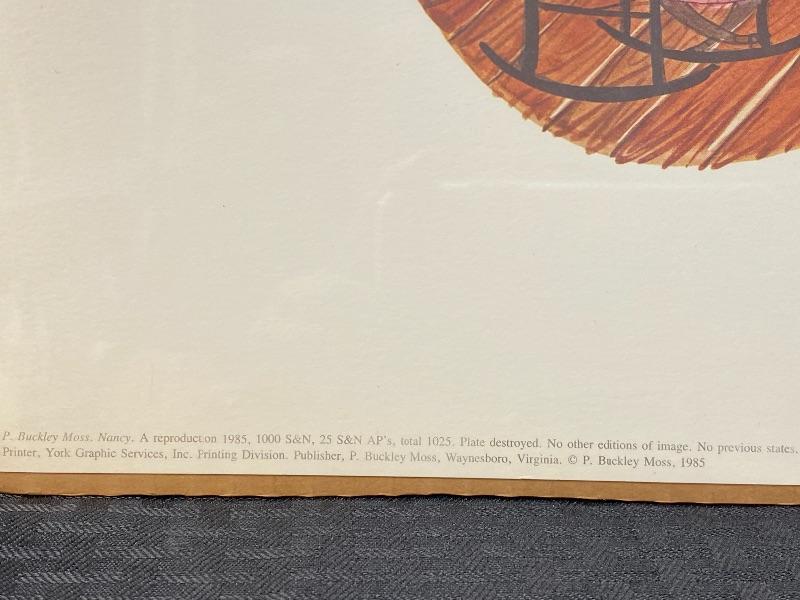 P. Buckley Moss. Nancy. A reproduction 1985, 1000 S&N, 25 S&N AP's, total 1025. Plate destroyed. No other editions of image. No previous states.
Printer, York Graphic Services, Inc. Printing Division. Publisher, P. Buckley Moss, Waynesboro, Virginia. © P. Buckley Moss, 1985